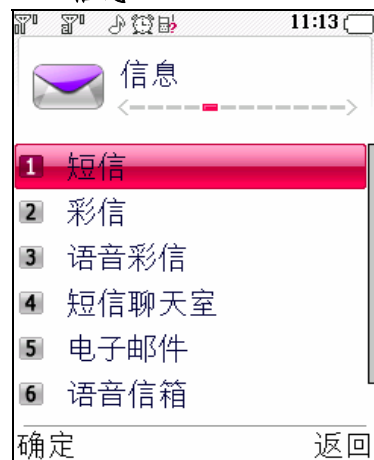 11:13
信息
1 短信
2 彩信
3 语音彩信
4 短信聊天室
5 电子邮件
6 语音信箱
确定 返回